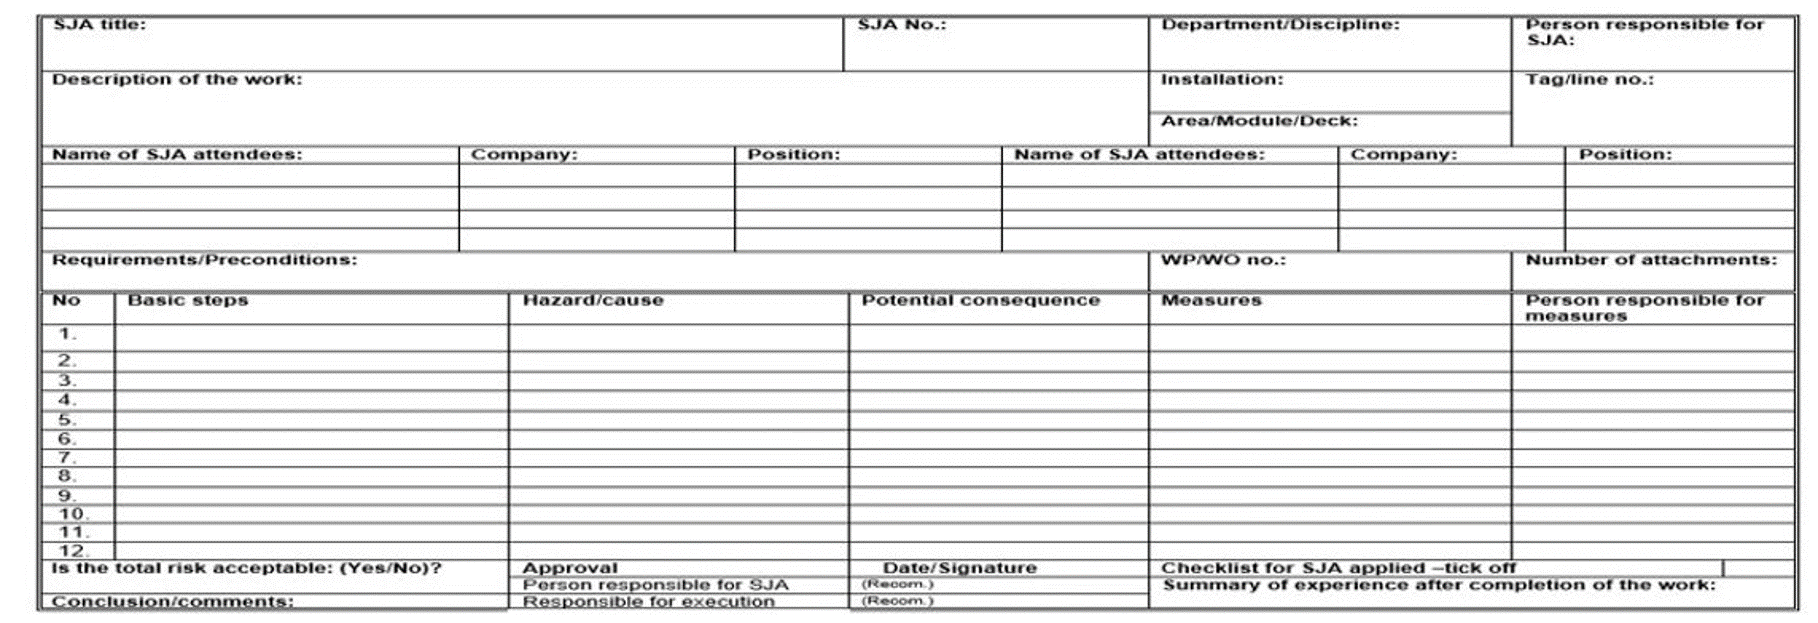 SJA title: SJA No.: Department/Discipline: Person responsible for
SJA:
Description of the work: Installation: Tag/line no.:
Area/Module/Deck:
Name of SJA attendees: Company: Position: Name of SJA attendees: Company: Position:
Requirements/Preconditions: WP/WO no.: Number of attachments:
No Basic steps Hazard/cause Potential consequence Measures Person responsible for
measures
1.
2.
3.
4.
5.
6.
7.
8.
9.
10.
11.
12.
Is the total risk acceptable: (Yes/No)? Approval Date/Signature Checklist for SJA applied –tick off
Person responsible for SJA (Recom.) Summary of experience after completion of the work:
Conclusion/comments: Responsible for execution (Recom.)